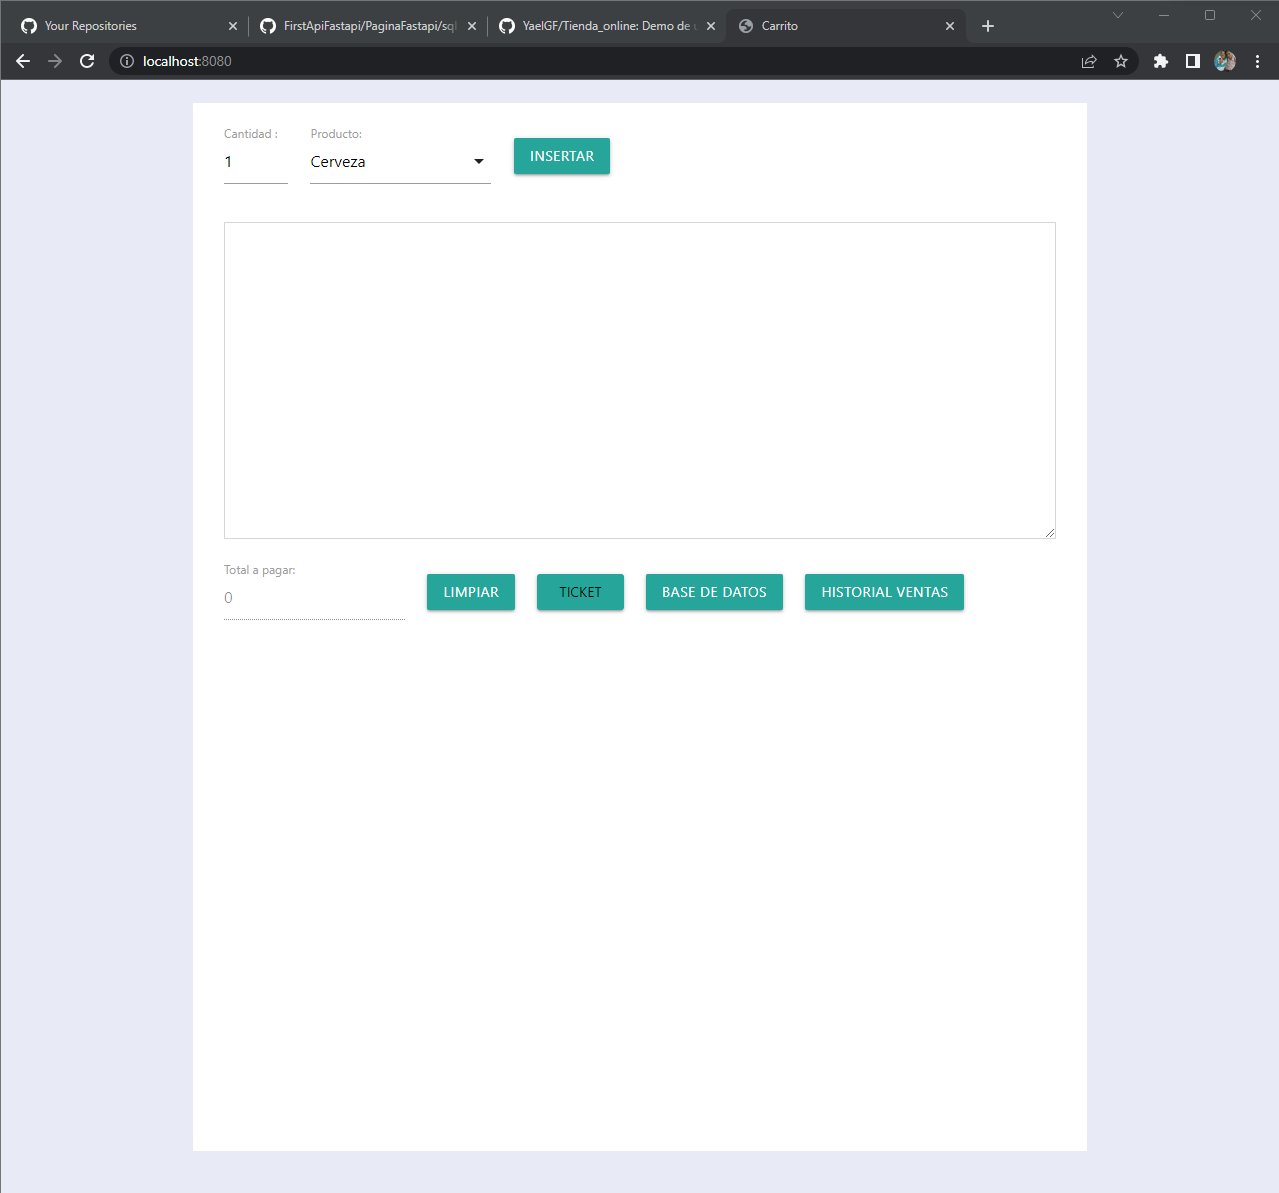 Your Repositories
FirstApiFastapi/PaginaFastapi/sql
YaelGF/Tienda_online: Demo de u
Carrito
localhost:8080
Cantidad :
Producto:
1
Cerveza
INSERTAR
Total a pagar:
0
LIMPIAR
TICKET
BASE DE DATOS
HISTORIAL VENTAS